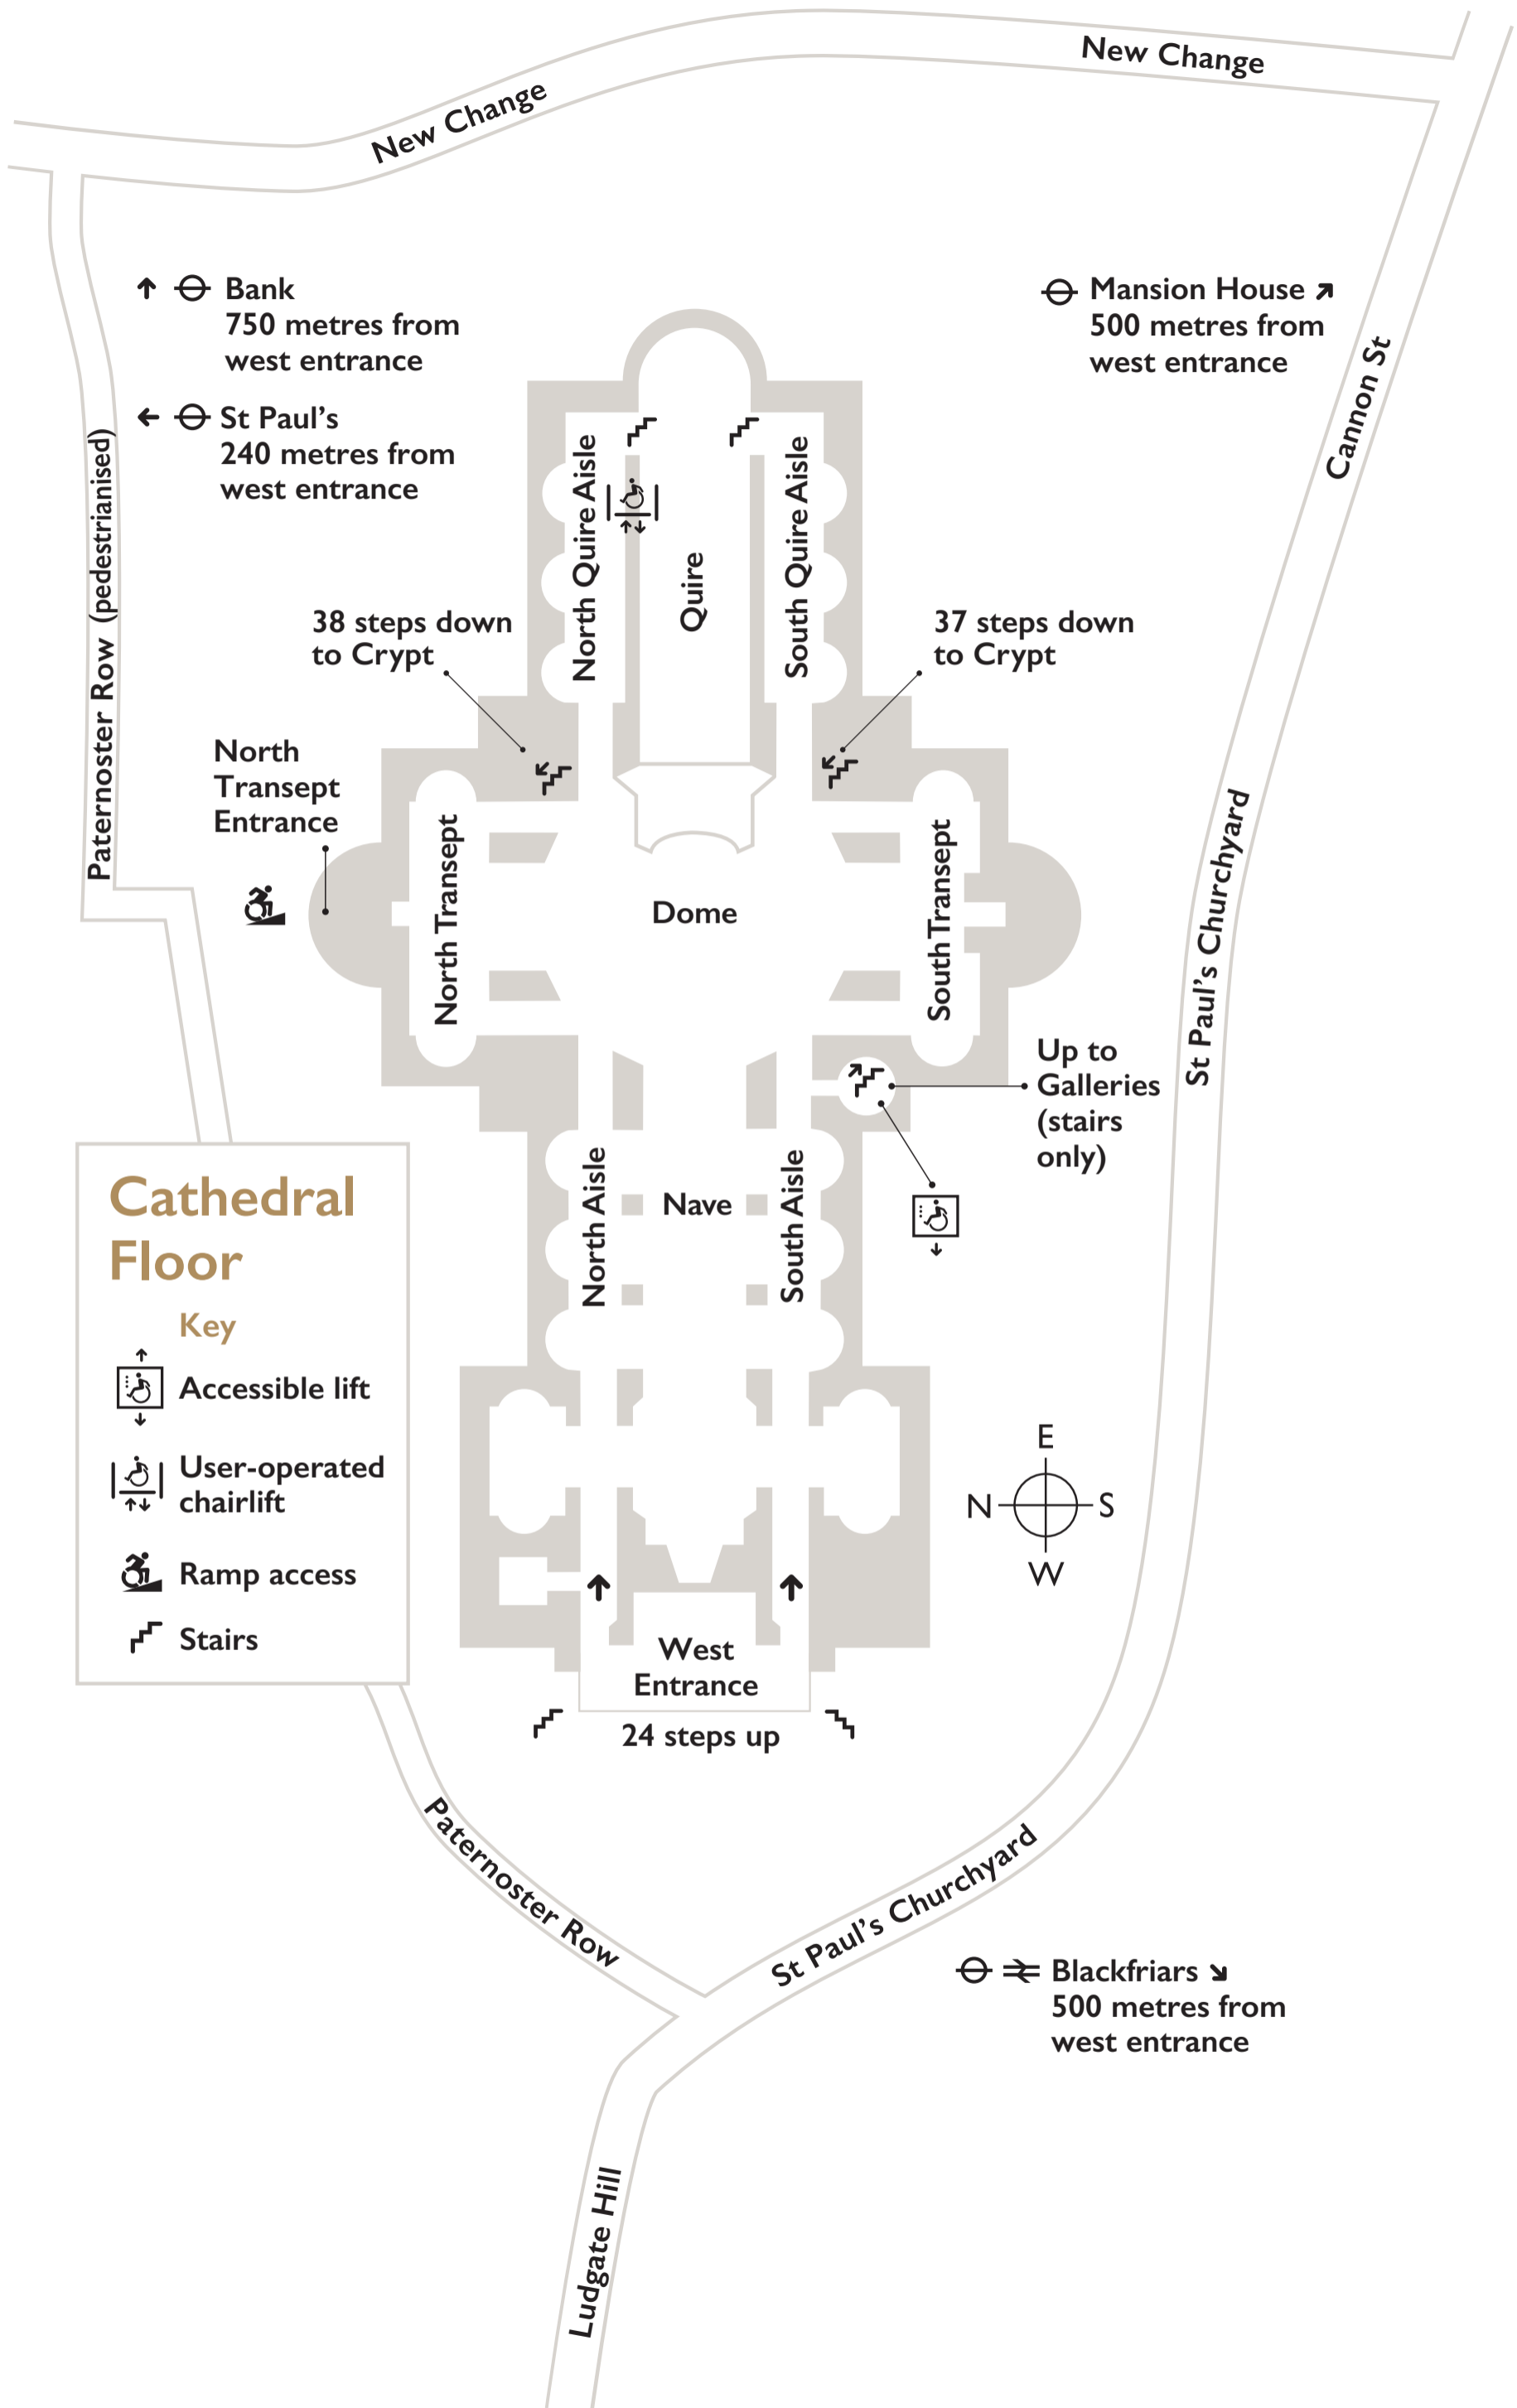 New Change
New Change
Bank
750 metres from
west entrance
St Paul's
240 metres from
west entrance
Mansion House
500 metres from
west entrance
Cannon St
Paternoster Row (pedestrianised)
North Quire Aisle
Quire
South Quire Aisle
38 steps down
to Crypt
37 steps down
to Crypt
North
Transept
Entrance
North Transept
Dome
South Transept
St Paul's Churchyard
Up to
Galleries
(stairs
only)
North Aisle
Nave
South Aisle
Cathedral
Floor
Key
Accessible lift
User-operated
chairlift
Ramp access
Stairs
E
N
S
W
West
Entrance
24 steps up
Paternoster Row
St Paul's Churchyard
Blackfriars
500 metres from
west entrance
Ludgate Hill